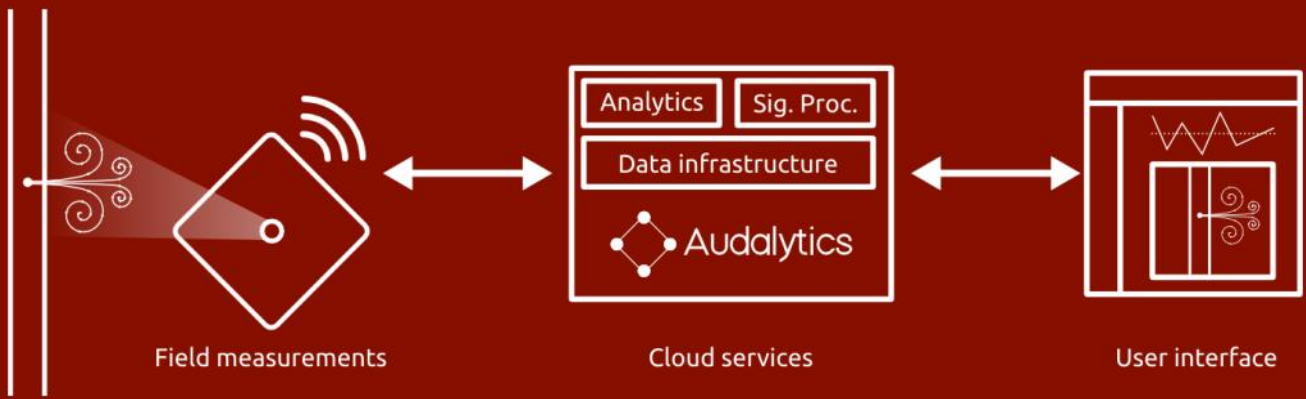 Analytics
Sig. Proc.
Data infrastructure
Audalytics
Field measurements
Cloud services
User interface